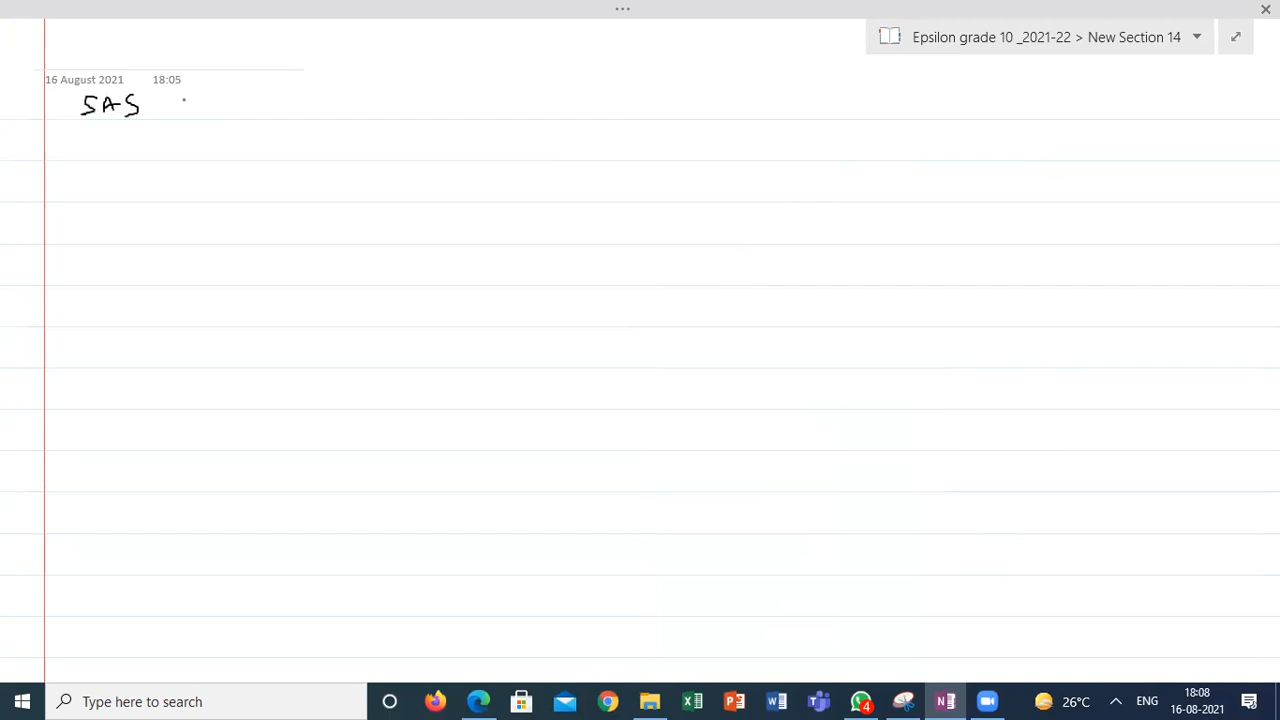 Epsilon grade 10 _2021-22 > New Section 14
16 August 2021 18:05
SAS
Type here to search
4
26°C
ENG
18:08
16-08-2021